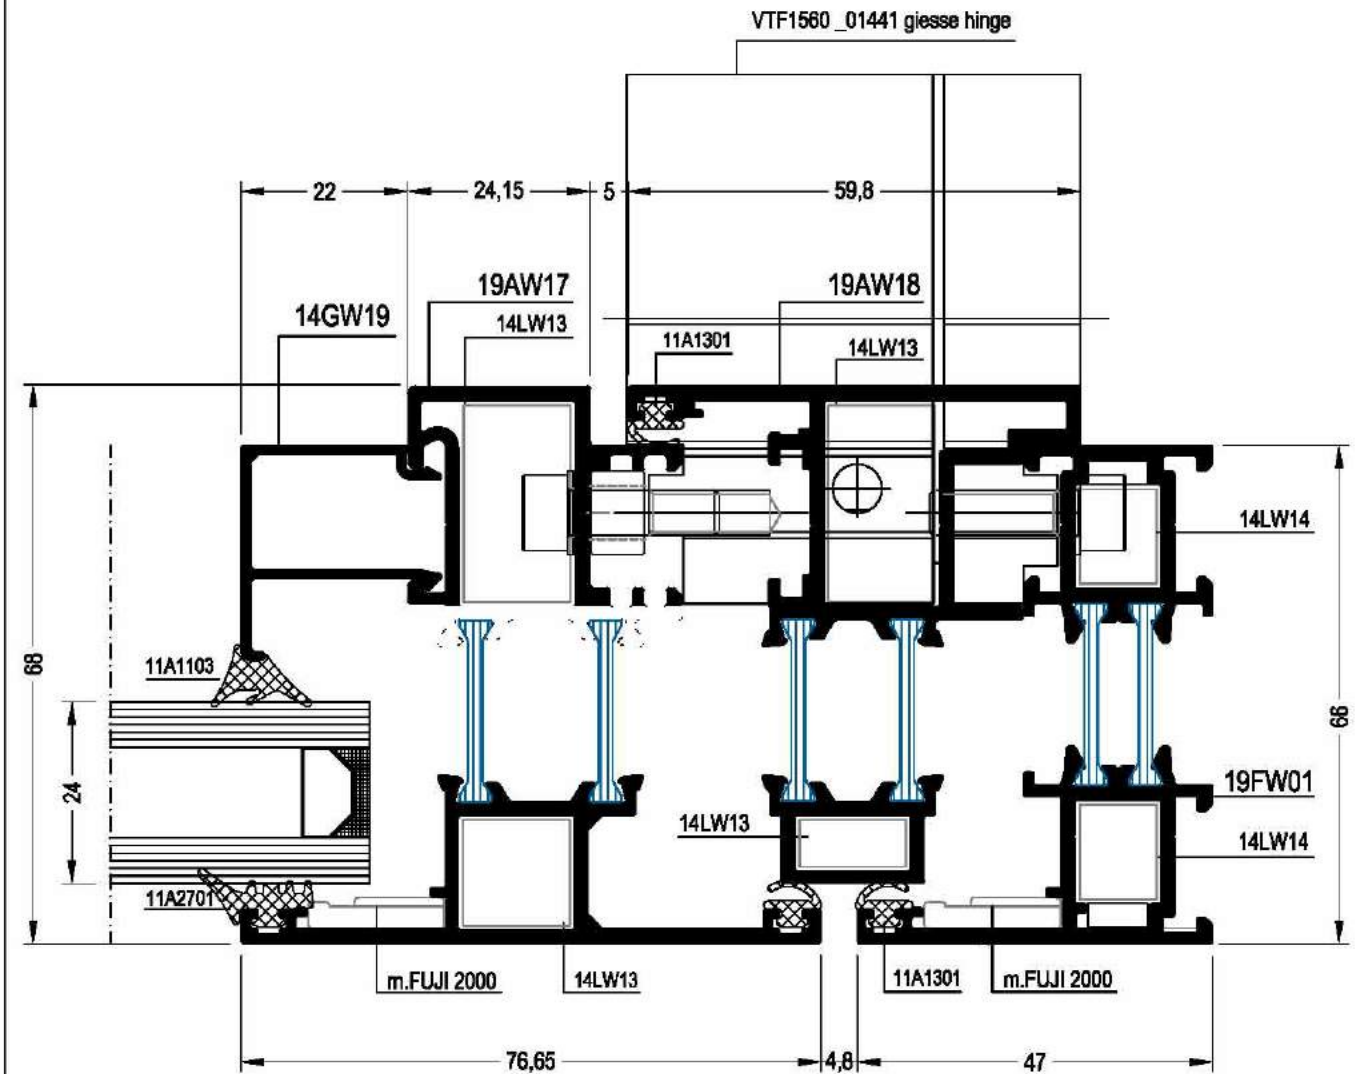 VTF1560 _01441 giesse hinge
22
24,15
5
59,8
19AW17
19AW18
14GW19
14LW13
11A1301
14LW13
14LW14
68
11A1103
66
24
19FW01
14LW13
14LW14
11A2701
m.FUJI 2000
14LW13
11A1301
m.FUJI 2000
76,65
4,8
47